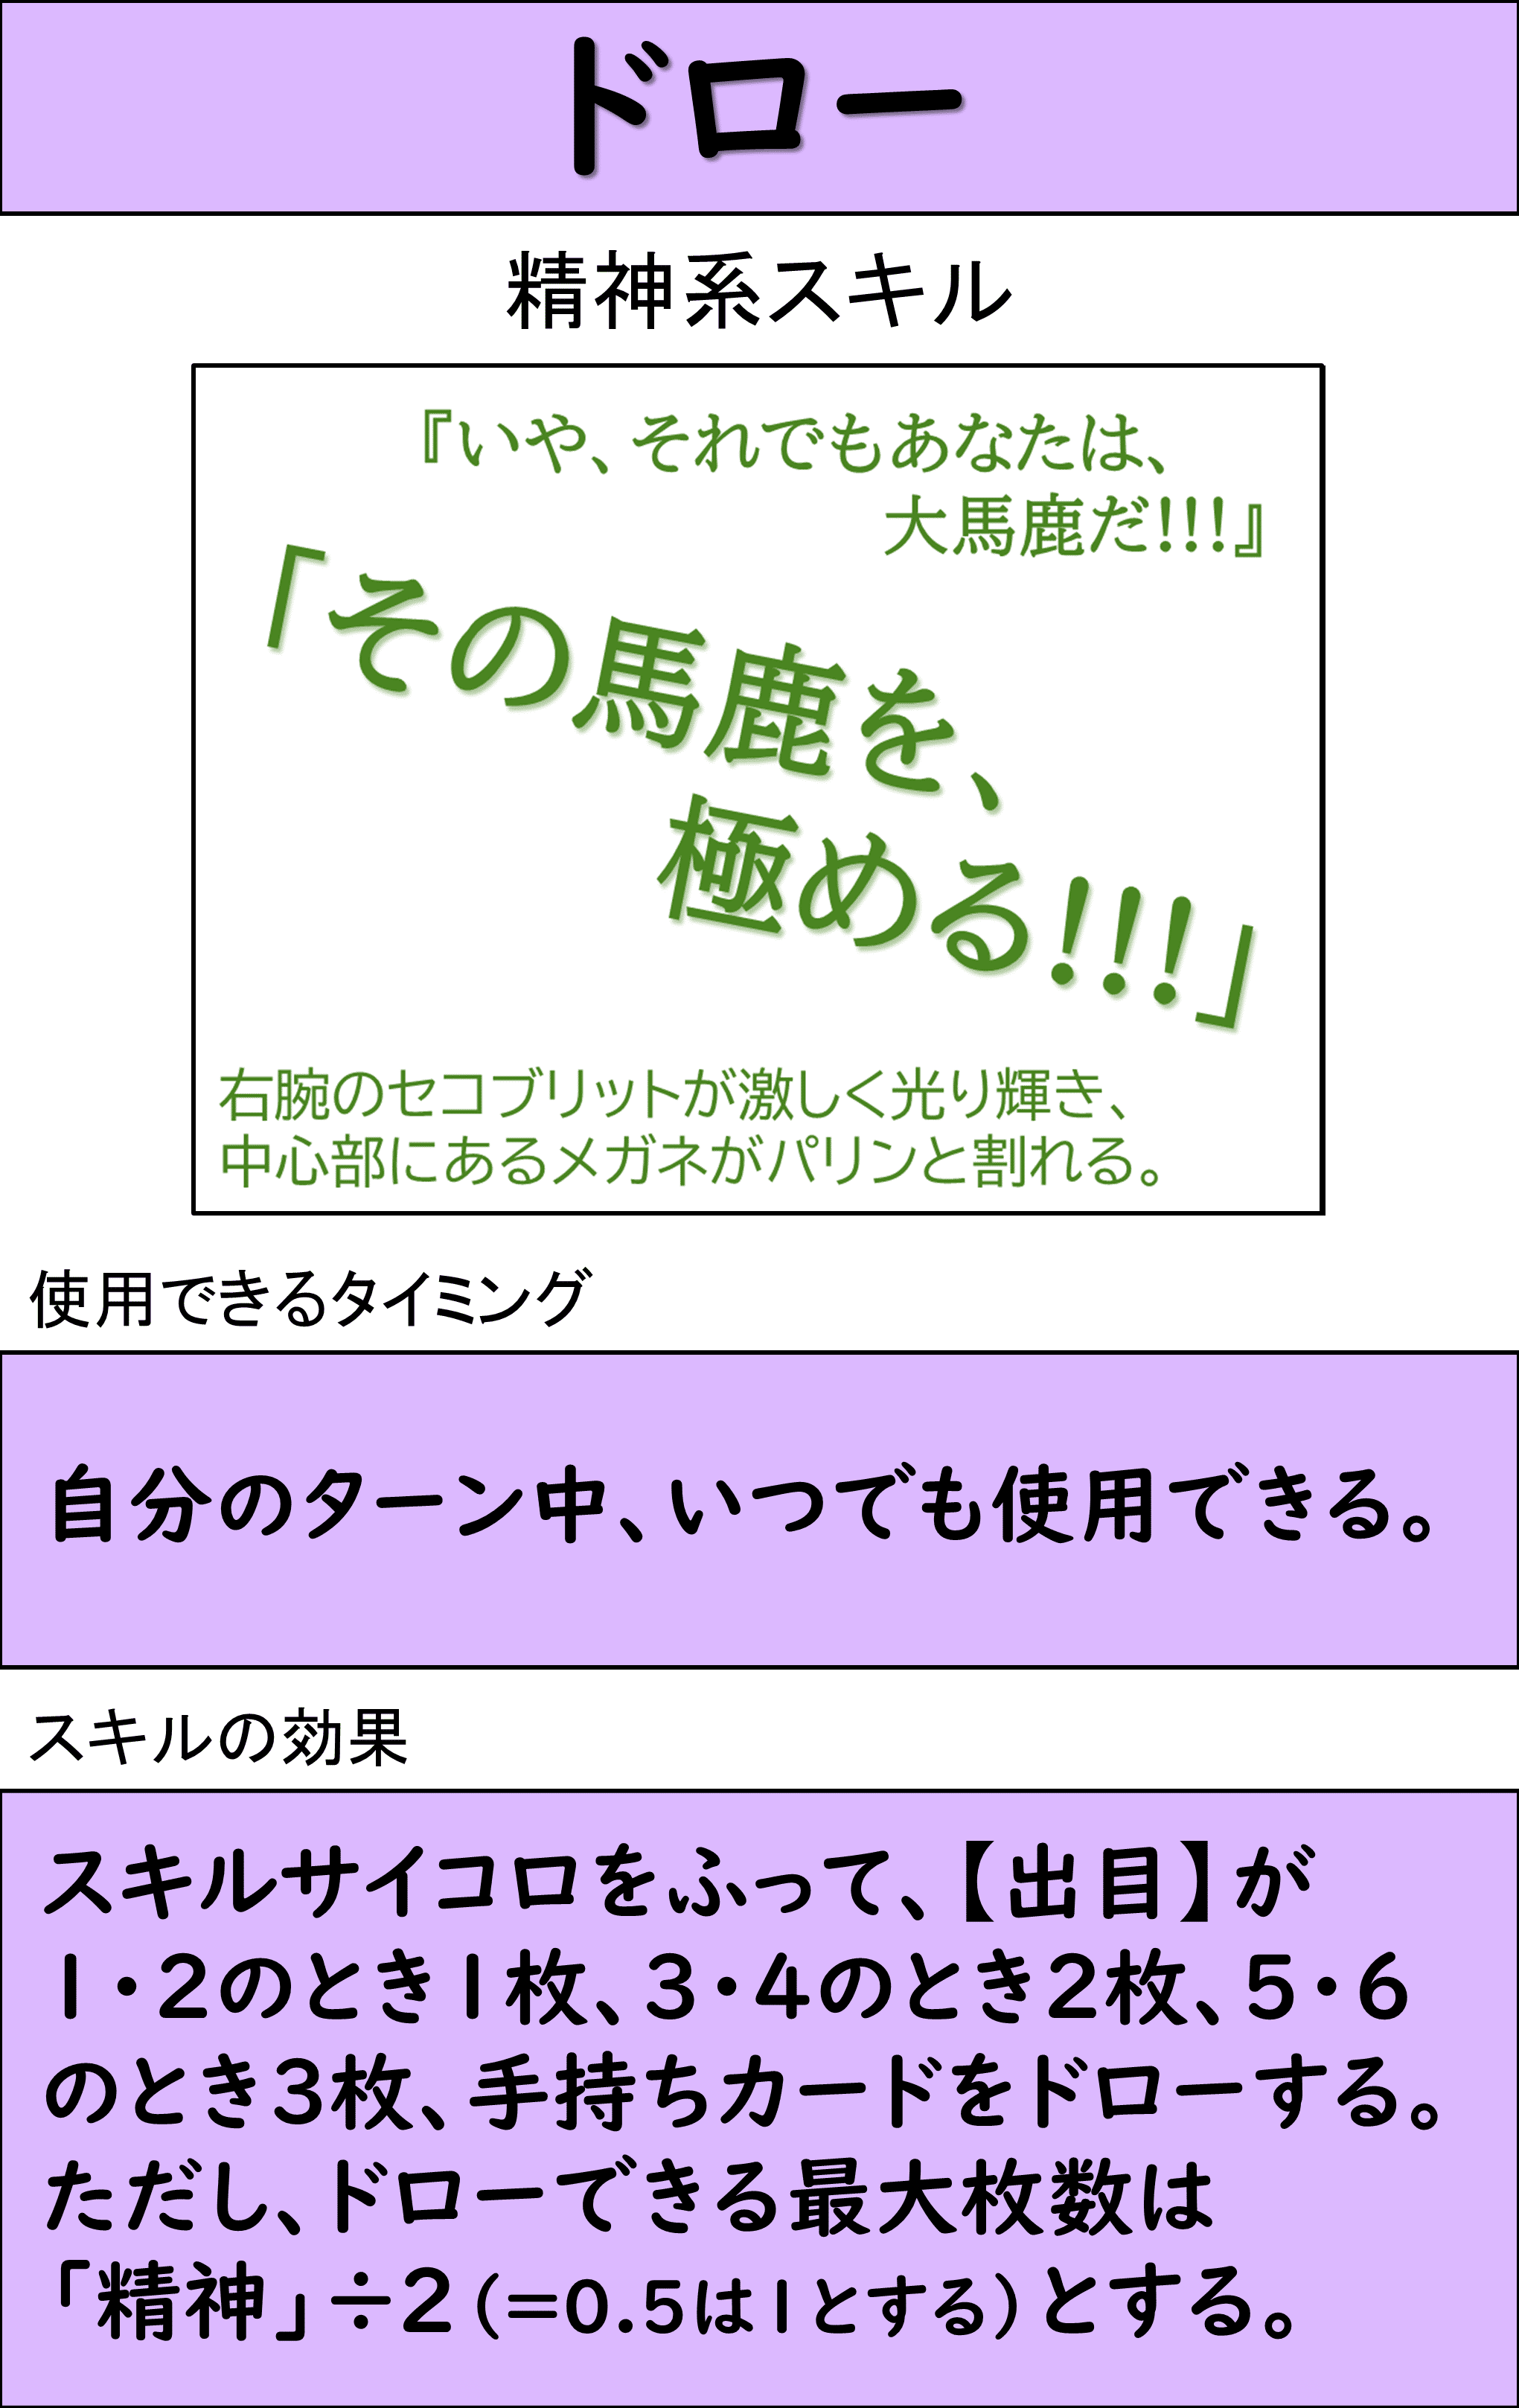 ドロー
精神系スキル
『いや、それでもあなたは、
大馬鹿だ!!!』
「その馬鹿を、
極める!!!」
右腕のセコブリットが激しく光り輝き、
中心部にあるメガネがパリンと割れる。
使用できるタイミング
自分のターン中、いつでも使用できる。
スキルの効果
スキルサイコロをふって、【出目】が
1・2のとき1枚、3・4のとき2枚、5・6
のとき3枚、手持ちカードをドローする。
ただし、ドローできる最大枚数は
「精神」÷2(=0.5は1とする)とする。